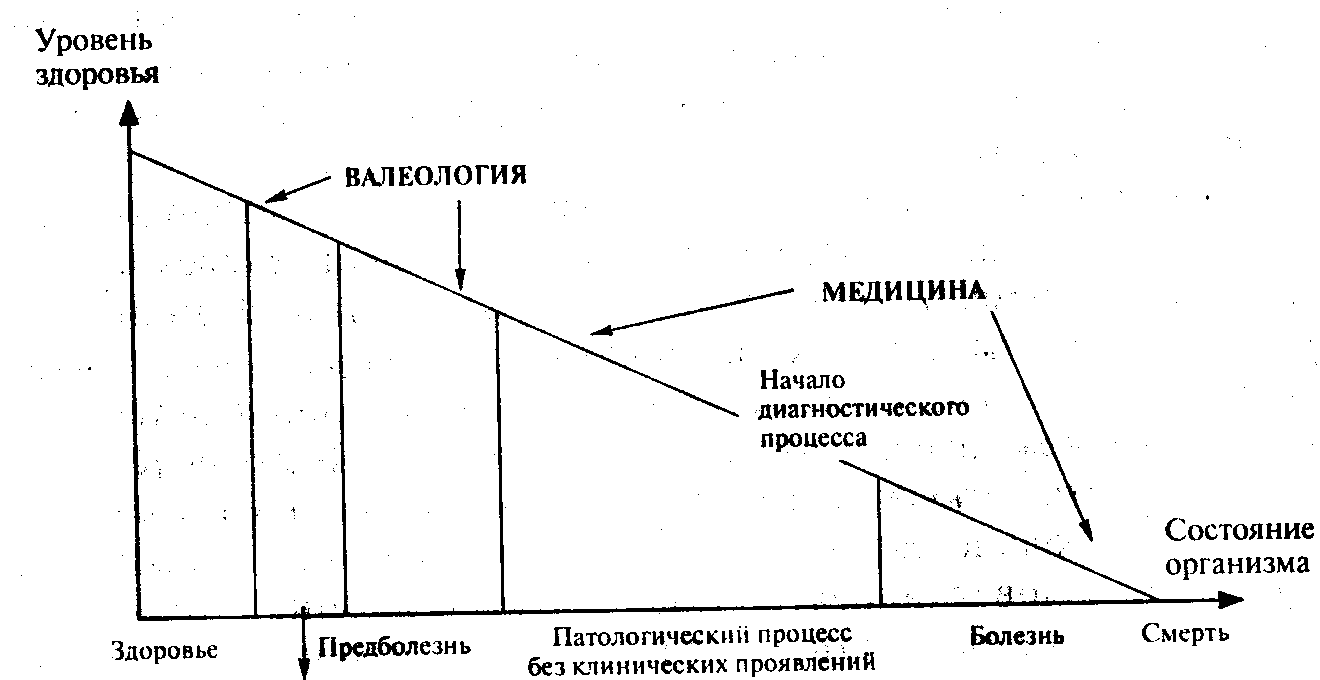 Уровень
здоровья
ВАЛЕОЛОГИЯ
МЕДИЦИНА
Начало
диагностического
процесса
Состояние
организма
Здоровье
Предболезнь
Патологический процесс
без клинических проявлений
Болезнь
Смерть